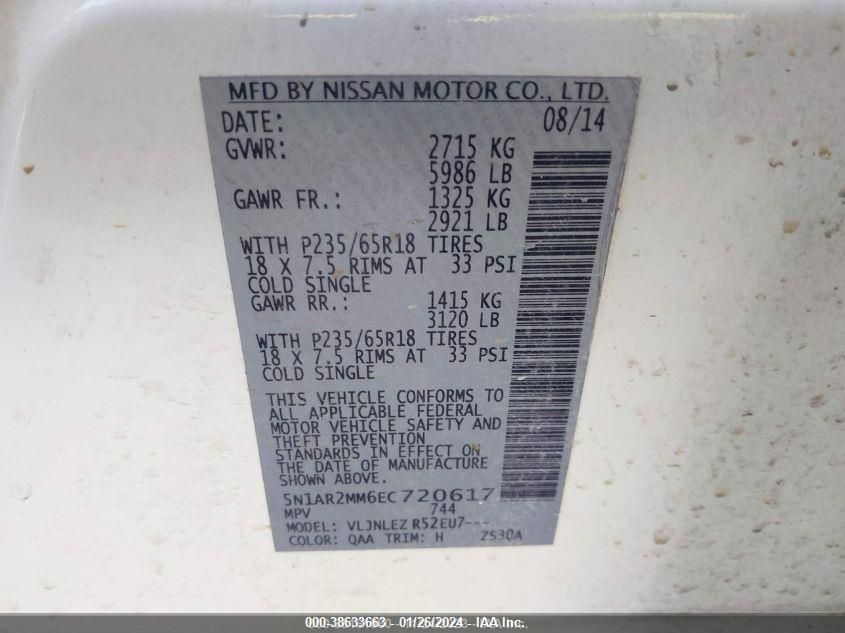 MFD BY NISSAN MOTOR CO., LTD.
DATE: 08/14
GVWR: 2715 KG
5986 LB
GAWR FR.: 1325 KG
2921 LB
WITH P235/65R18 TIRES
18 X 7.5 RIMS AT 33 PSI
COLD SINGLE
GAWR RR.: 1415 KG
3120 LB
WITH P235/65R18 TIRES
18 X 7.5 RIMS AT 33 PSI
COLD SINGLE
THIS VEHICLE CONFORMS TO
ALL APPLICABLE FEDERAL
MOTOR VEHICLE SAFETY AND
THEFT PREVENTION
STANDARDS IN EFFECT ON
THE DATE OF MANUFACTURE
SHOWN ABOVE.
5N1AR2MM6EC720617
MPV 744
MODEL: VLJNLEZ R52EU7---
COLOR: QAA TRIM: H ZS30A
000-38633663 - 01/26/2024 - IAA Inc.